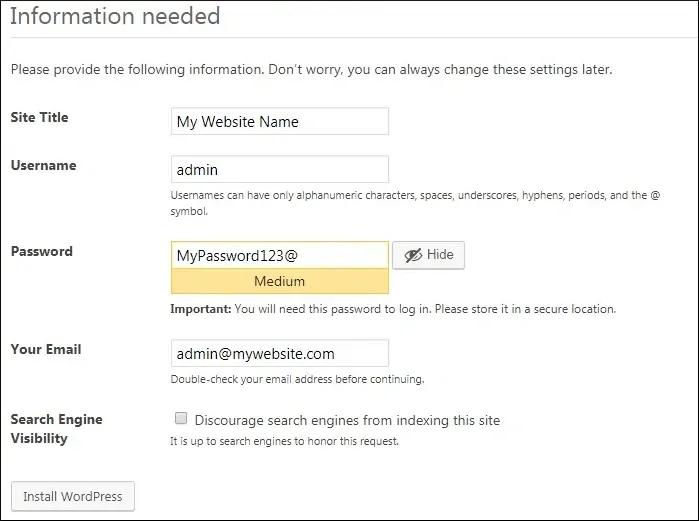 Information needed
Please provide the following information. Don't worry, you can always change these settings later.
Site Title
My Website Name
Username
admin
Usernames can have only alphanumeric characters, spaces, underscores, hyphens, periods, and the @
symbol.
Password
MyPassword123@
Hide
Medium
Important: You will need this password to log in. Please store it in a secure location.
Your Email
admin@mywebsite.com
Double-check your email address before continuing.
Search Engine
Visibility
Discourage search engines from indexing this site
It is up to search engines to honor this request.
Install WordPress